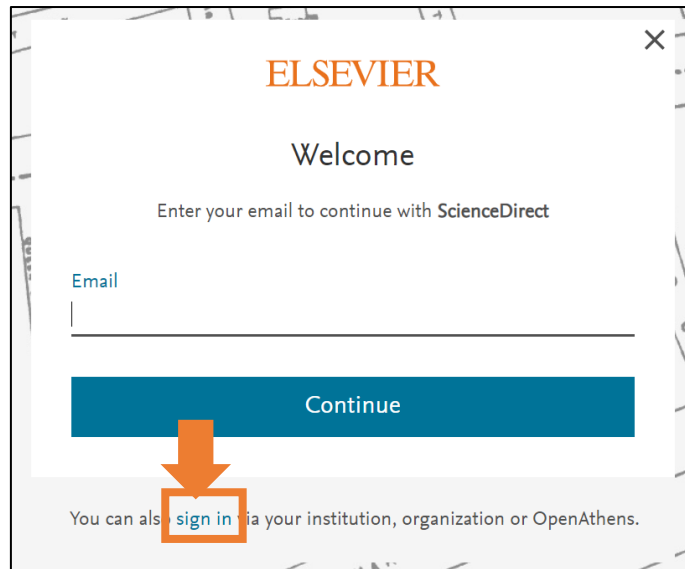 ELSEVIER
Welcome
Enter your email to continue with ScienceDirect
Email
Continue
You can also sign in via your institution, organization or OpenAthens.